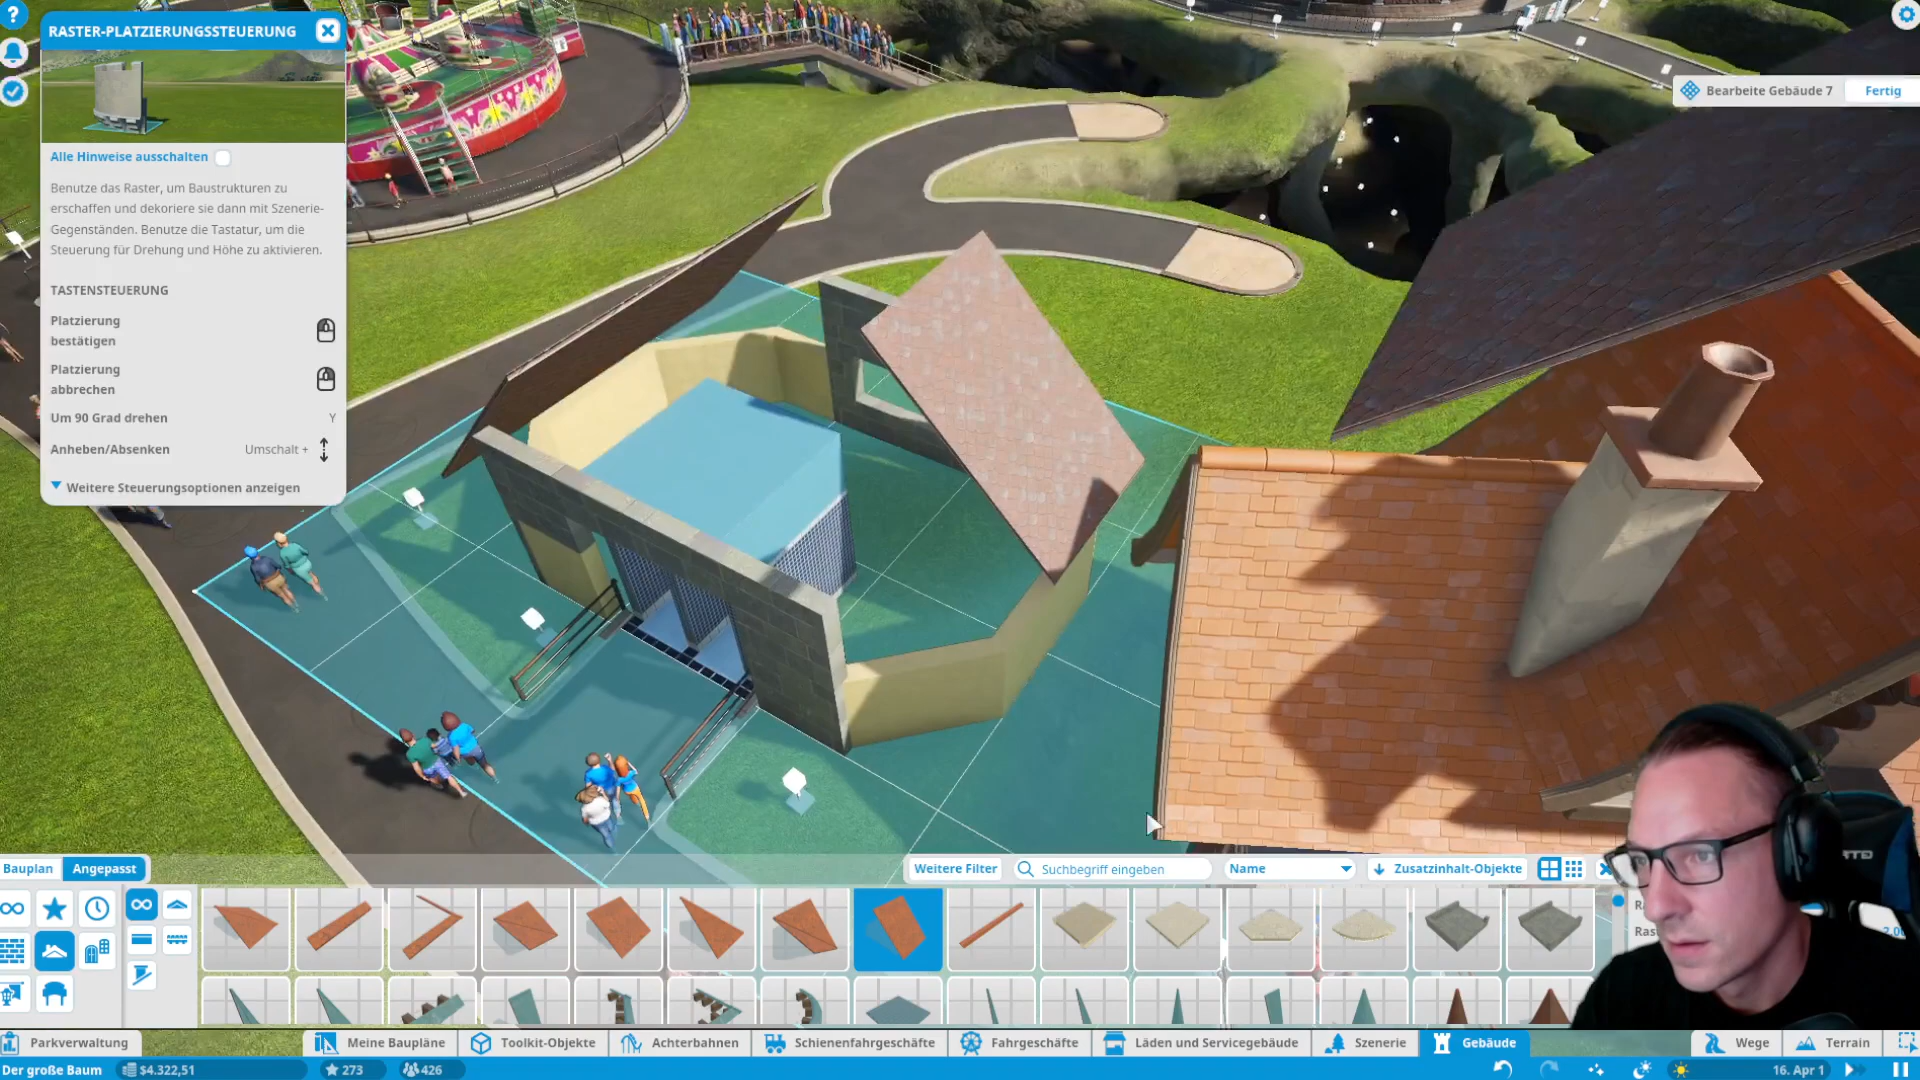 RASTER-PLATZIERUNGSSTEUERUNG
Alle Hinweise ausschalten
Benutze das Raster, um Baustrukturen zu
erschaffen und dekoriere sie dann mit Szenerie-
Gegenständen. Benutze die Tastatur, um die
Steuerung für Drehung und Höhe zu aktivieren.
TASTENSTEUERUNG
Platzierung
bestätigen
Platzierung
abbrechen
Um 90 Grad drehen Y
Anheben/Absenken Umschalt +
Weitere Steuerungsoptionen anzeigen
Bearbeite Gebäude 7 Fertig
Bauplan Angepasst
Weitere Filter Suchbegriff eingeben Name Zusatzinhalt-Objekte
Parkverwaltung Meine Baupläne Toolkit-Objekte Achterbahnen Schienenfahrgeschäfte Fahrgeschäfte Läden und Servicegebäude Szenerie Gebäude Wege Terrain
Der große Baum $4.322,51 273 426 16. Apr 1